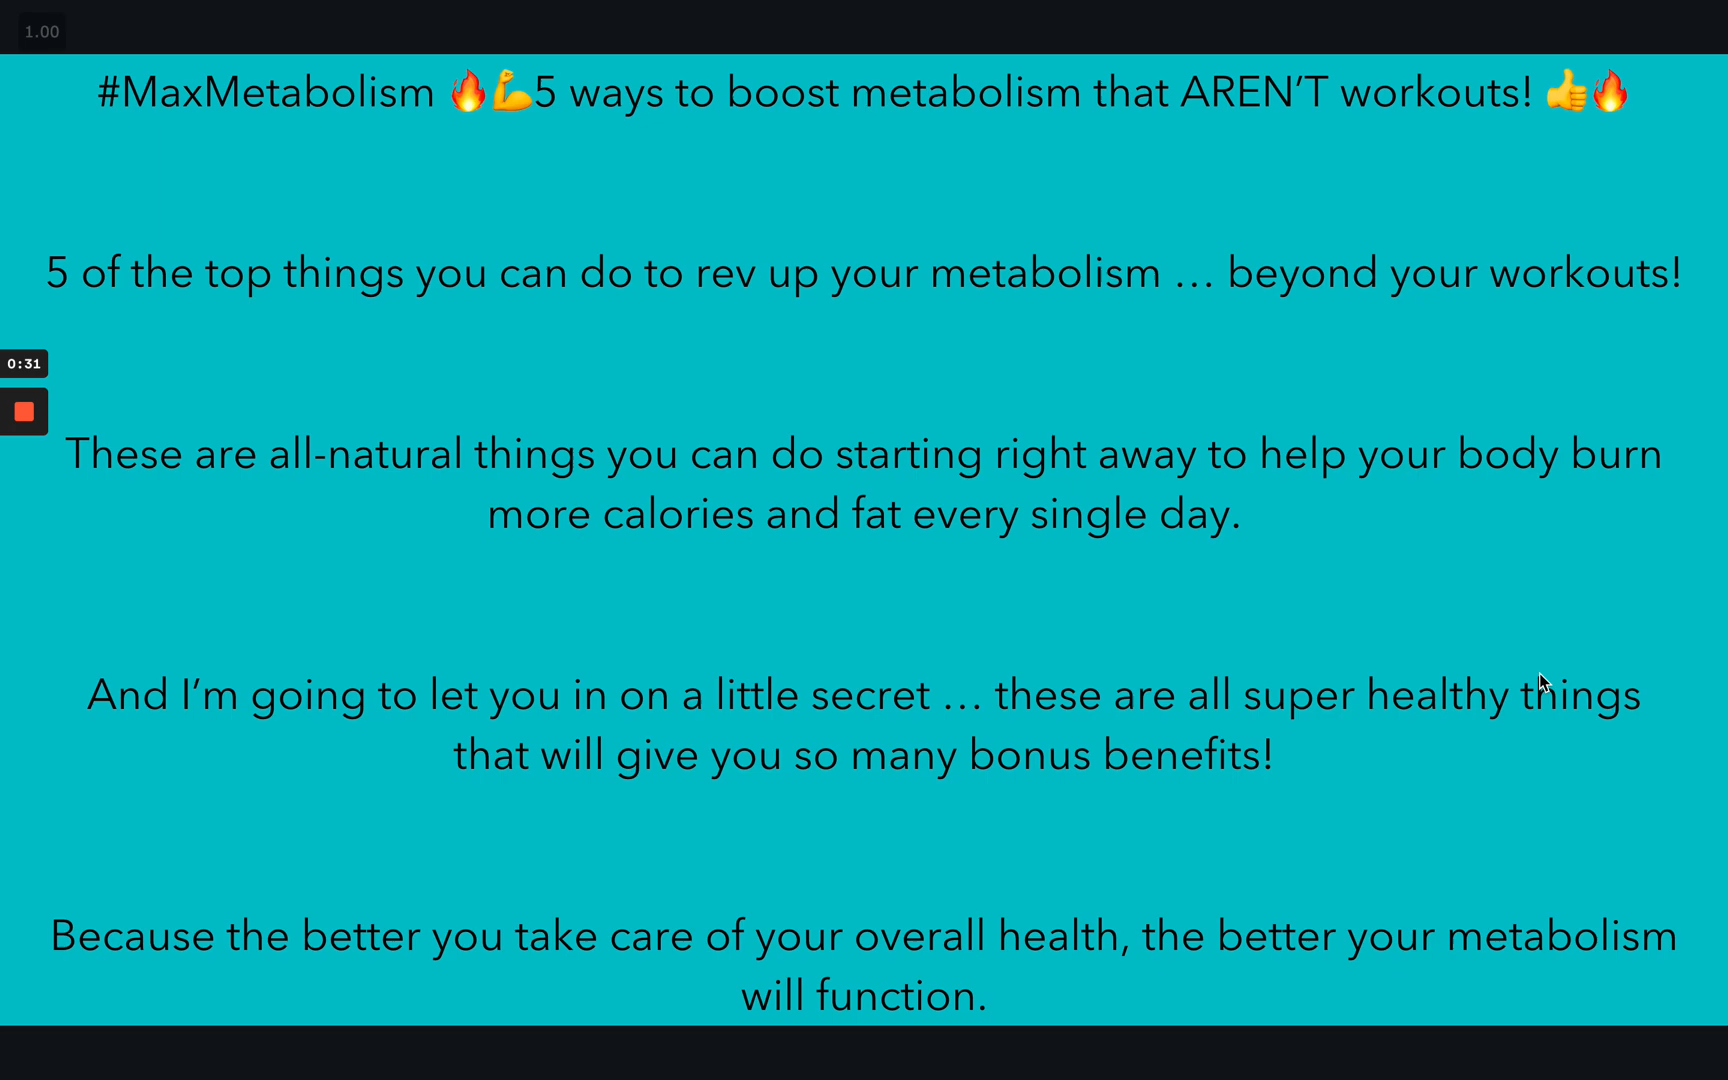 1.00
#MaxMetabolism 🔥💪5 ways to boost metabolism that AREN’T workouts! 👍🔥
5 of the top things you can do to rev up your metabolism … beyond your workouts!
0:31
These are all-natural things you can do starting right away to help your body burn
more calories and fat every single day.
And I’m going to let you in on a little secret … these are all super healthy things
that will give you so many bonus benefits!
Because the better you take care of your overall health, the better your metabolism
will function.